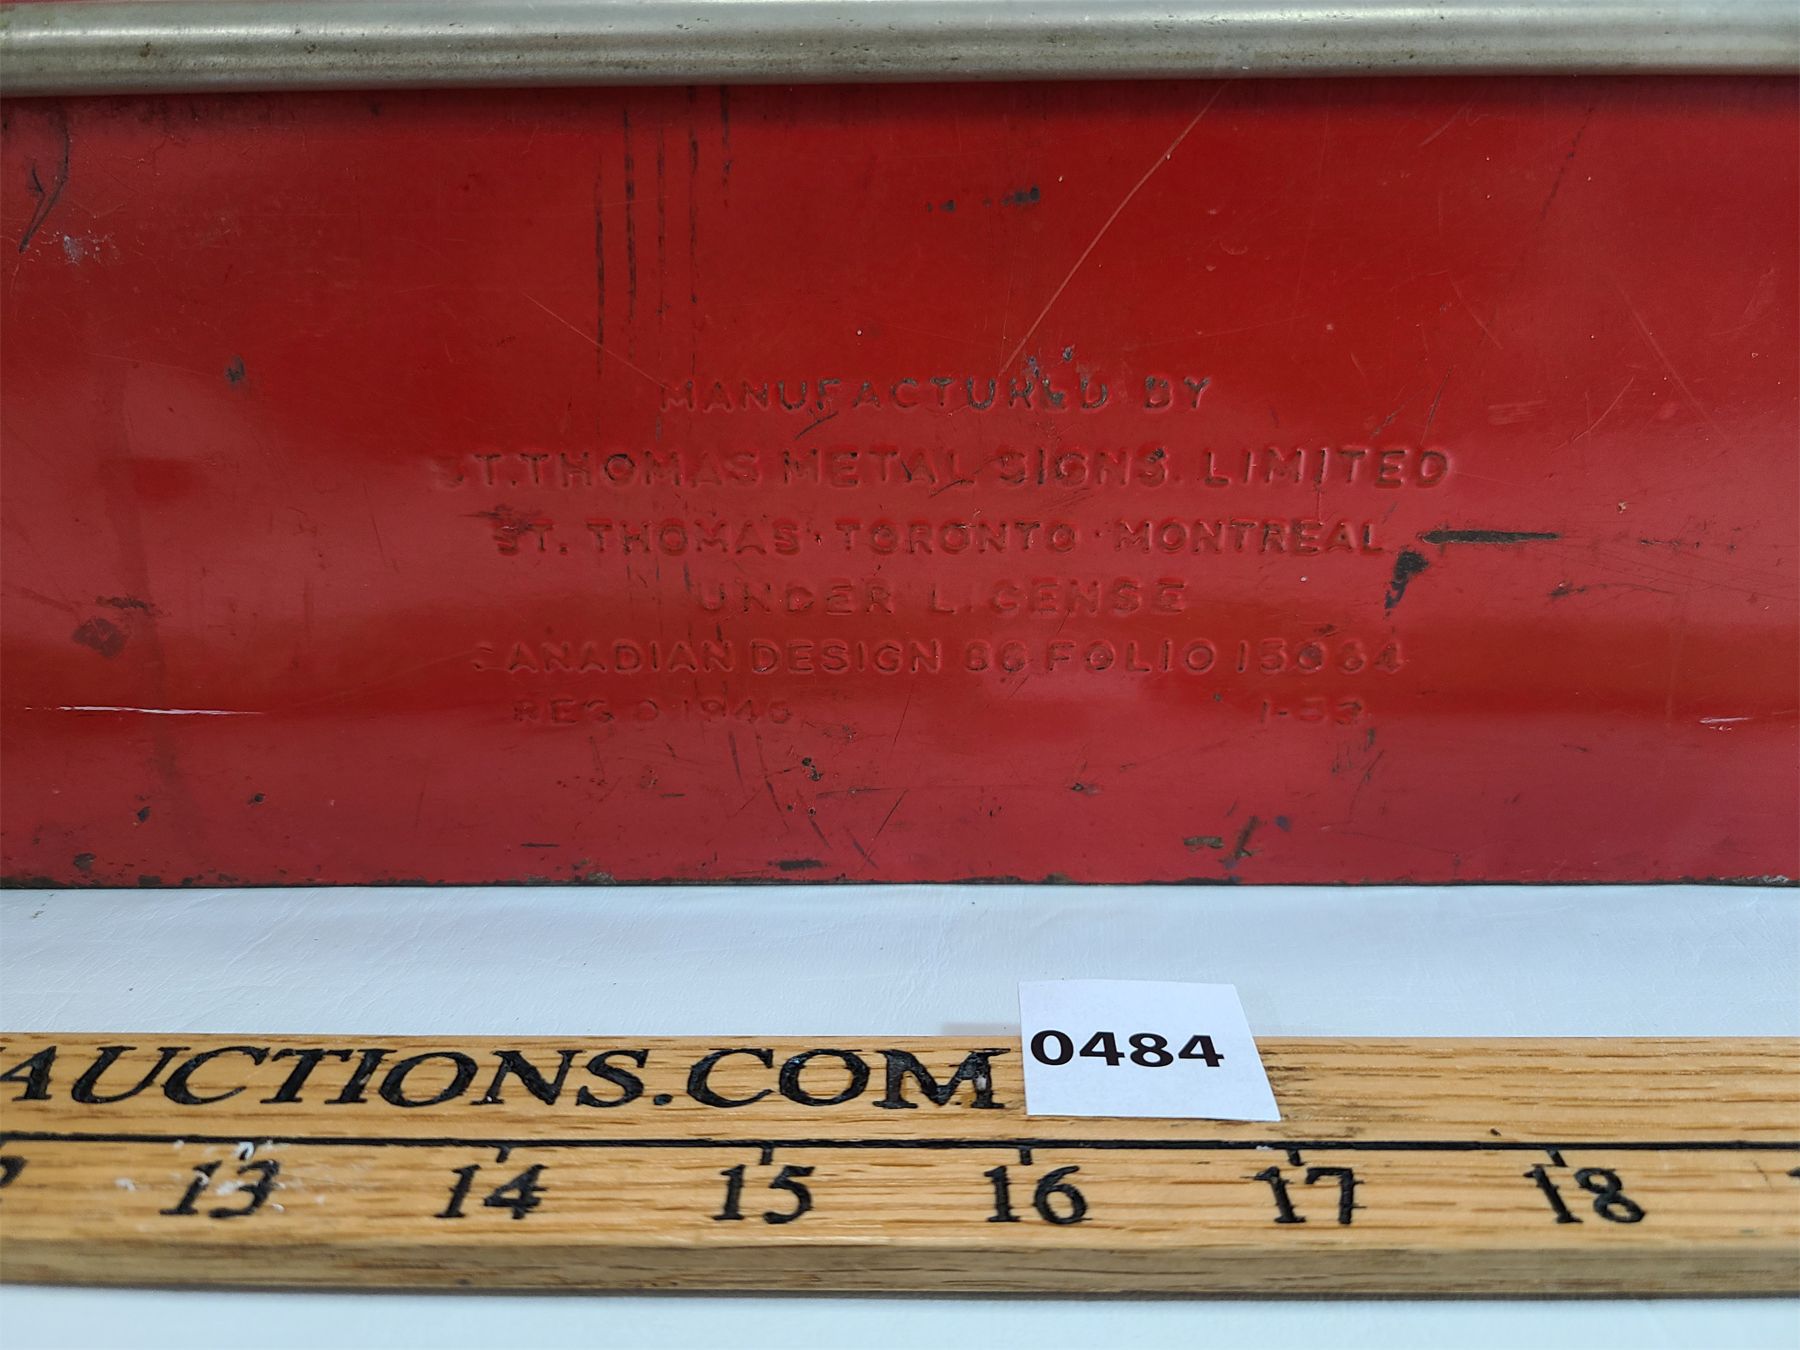 MANUFACTURED BY
ST. THOMAS METAL SIGNS. LIMITED
ST. THOMAS · TORONTO · MONTREAL
UNDER LICENSE
CANADIAN DESIGN 86 FOLIO 15064
REG D 1946 1-53
AUCTIONS.COM
0484
13 14 15 16 17 18